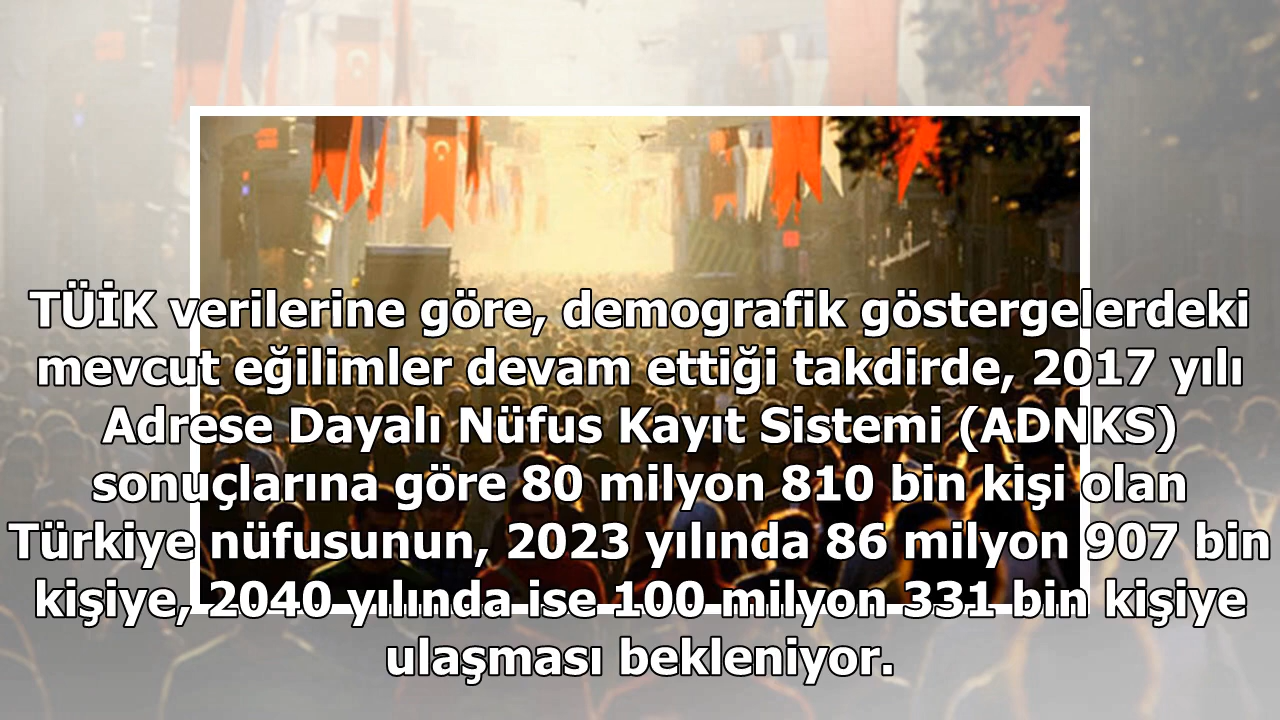 TÜİK verilerine göre, demografik göstergelerdeki
mevcut eğilimler devam ettiği takdirde, 2017 yılı
Adrese Dayalı Nüfus Kayıt Sistemi (ADNKS)
sonuçlarına göre 80 milyon 810 bin kişi olan
Türkiye nüfusunun, 2023 yılında 86 milyon 907 bin
kişiye, 2040 yılında ise 100 milyon 331 bin kişiye
ulaşması bekleniyor.